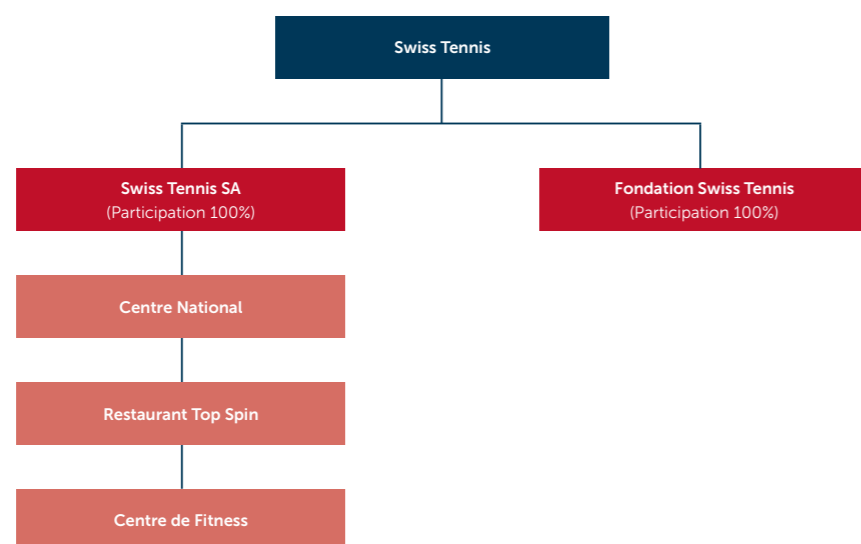 Swiss Tennis
Swiss Tennis SA
(Participation 100%)
Fondation Swiss Tennis
(Participation 100%)
Centre National
Restaurant Top Spin
Centre de Fitness